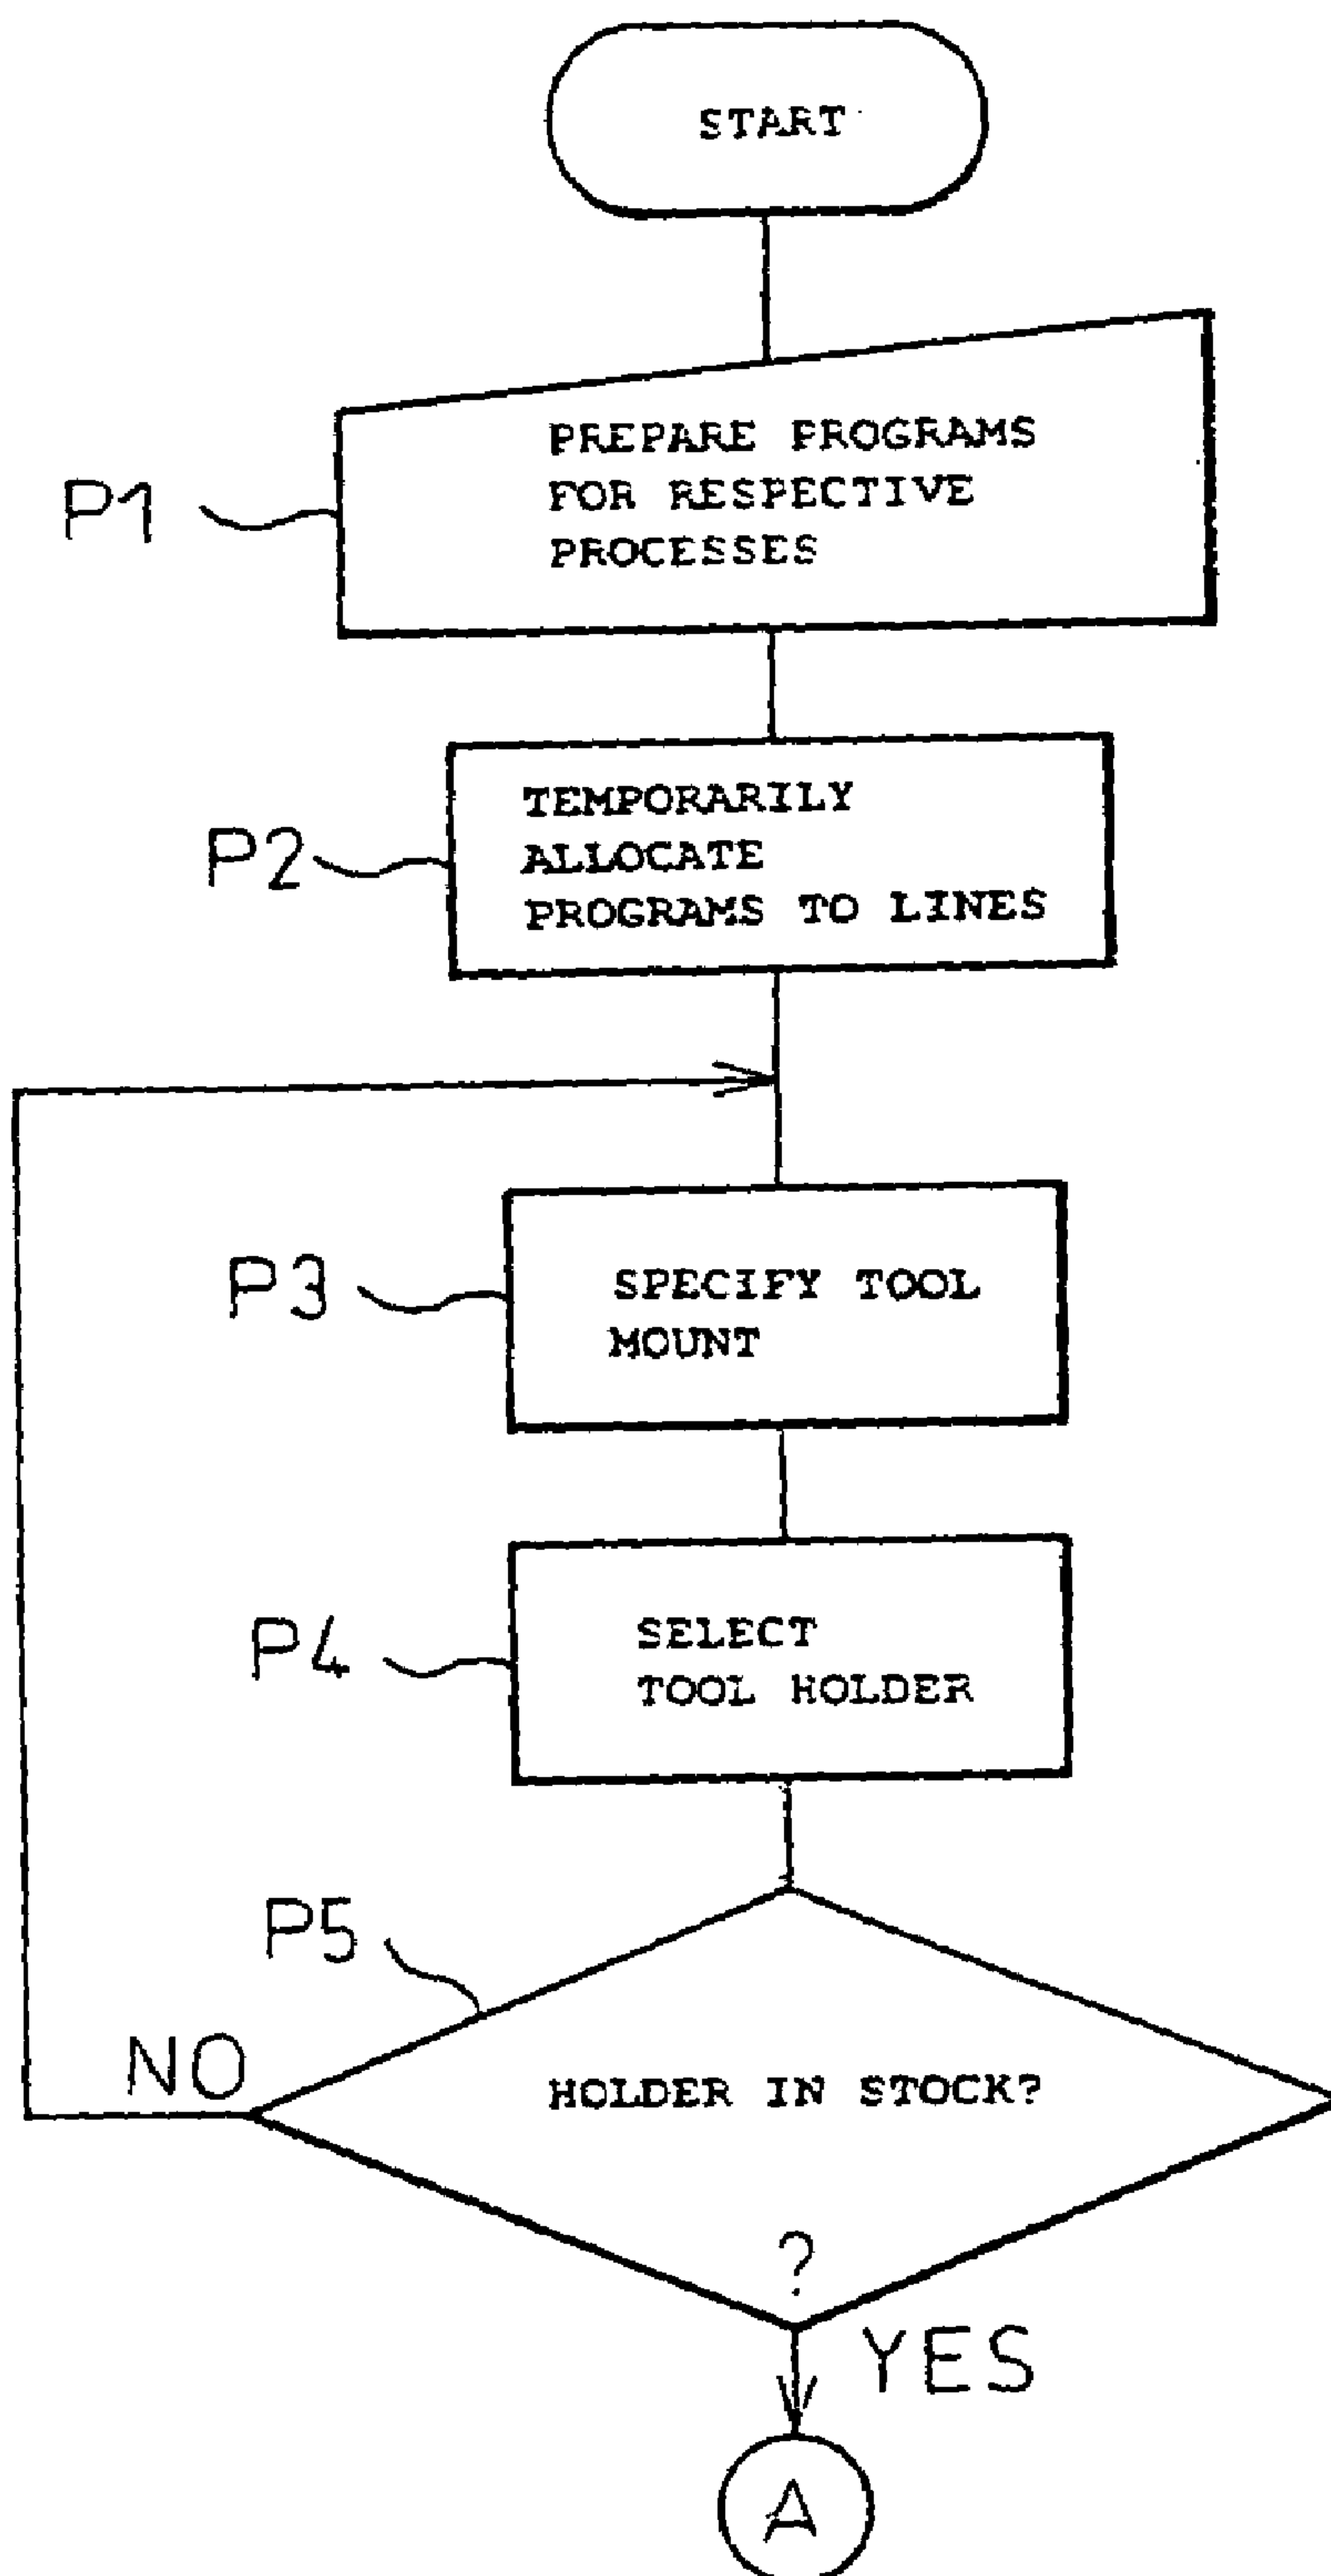 START
PREPARE PROGRAMS
FOR RESPECTIVE
PROCESSES
P1
TEMPORARILY
ALLOCATE
PROGRAMS TO LINES
P2
SPECIFY TOOL
MOUNT
P3
SELECT
TOOL HOLDER
P4
P5
NO
HOLDER IN STOCK?
?
YES
A